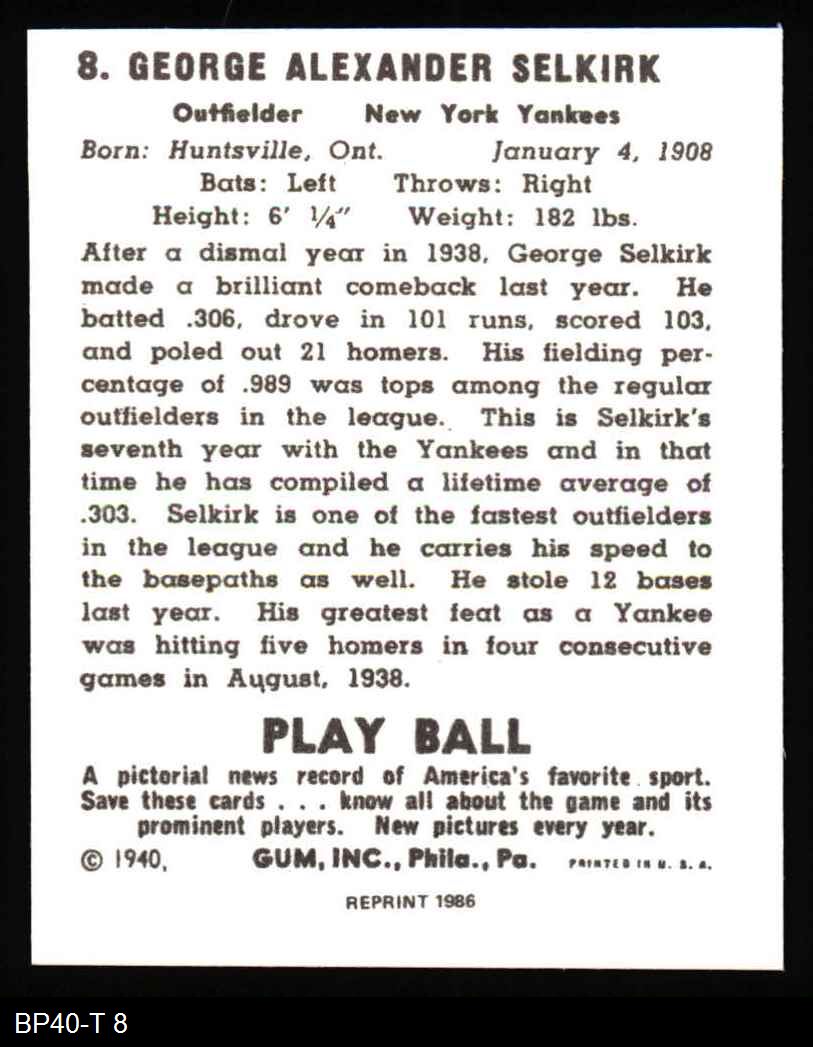 8. GEORGE ALEXANDER SELKIRK
Outfielder New York Yankees
Born: Huntsville, Ont. January 4, 1908
Bats: Left Throws: Right
Height: 6' ¼" Weight: 182 lbs.
After a dismal year in 1938, George Selkirk
made a brilliant comeback last year. He
batted .306, drove in 101 runs, scored 103,
and poled out 21 homers. His fielding per-
centage of .989 was tops among the regular
outfielders in the league. This is Selkirk's
seventh year with the Yankees and in that
time he has compiled a lifetime average of
.303. Selkirk is one of the fastest outfielders
in the league and he carries his speed to
the basepaths as well. He stole 12 bases
last year. His greatest feat as a Yankee
was hitting five homers in four consecutive
games in August, 1938.
PLAY BALL
A pictorial news record of America's favorite sport.
Save these cards . . . know all about the game and its
prominent players. New pictures every year.
© 1940, GUM, INC., Phila., Pa. PRINTED IN U. S. A.
REPRINT 1986
BP40-T 8